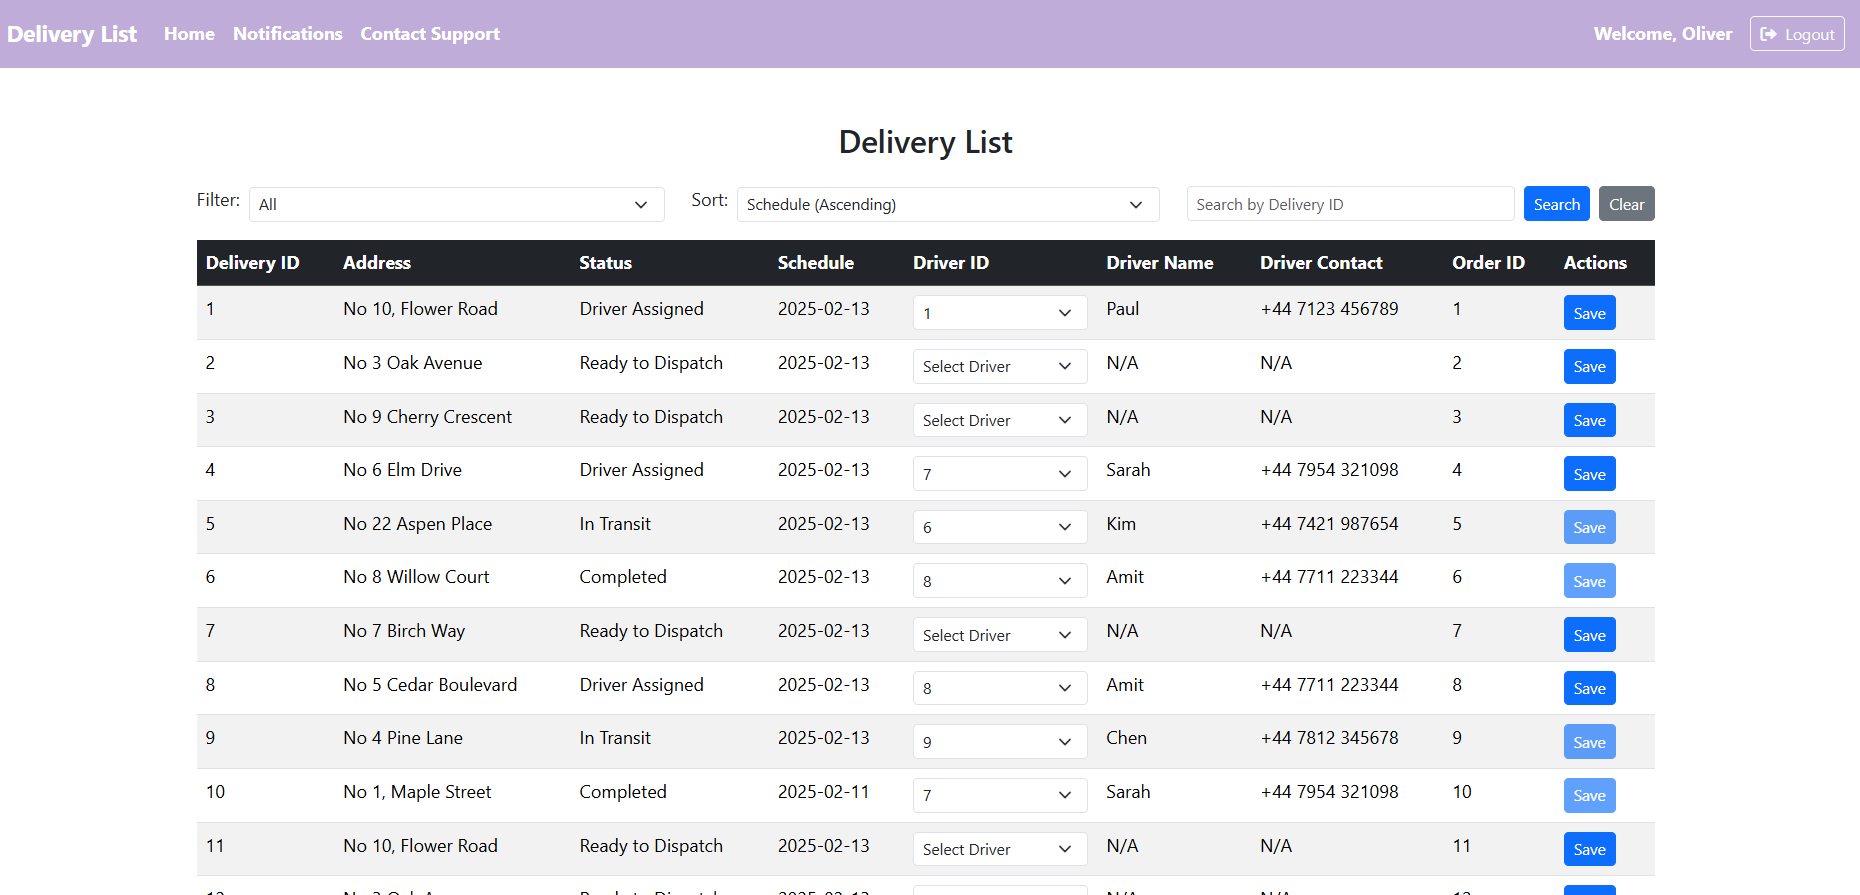 Delivery List Home Notifications Contact Support Welcome, Oliver Logout
Delivery List
Filter: All Sort: Schedule (Ascending) Search by Delivery ID Search Clear
Delivery ID Address Status Schedule Driver ID Driver Name Driver Contact Order ID Actions
1 No 10, Flower Road Driver Assigned 2025-02-13 1 Paul +44 7123 456789 1 Save
2 No 3 Oak Avenue Ready to Dispatch 2025-02-13 Select Driver N/A N/A 2 Save
3 No 9 Cherry Crescent Ready to Dispatch 2025-02-13 Select Driver N/A N/A 3 Save
4 No 6 Elm Drive Driver Assigned 2025-02-13 7 Sarah +44 7954 321098 4 Save
5 No 22 Aspen Place In Transit 2025-02-13 6 Kim +44 7421 987654 5 Save
6 No 8 Willow Court Completed 2025-02-13 8 Amit +44 7711 223344 6 Save
7 No 7 Birch Way Ready to Dispatch 2025-02-13 Select Driver N/A N/A 7 Save
8 No 5 Cedar Boulevard Driver Assigned 2025-02-13 8 Amit +44 7711 223344 8 Save
9 No 4 Pine Lane In Transit 2025-02-13 9 Chen +44 7812 345678 9 Save
10 No 1, Maple Street Completed 2025-02-11 7 Sarah +44 7954 321098 10 Save
11 No 10, Flower Road Ready to Dispatch 2025-02-13 Select Driver N/A N/A 11 Save